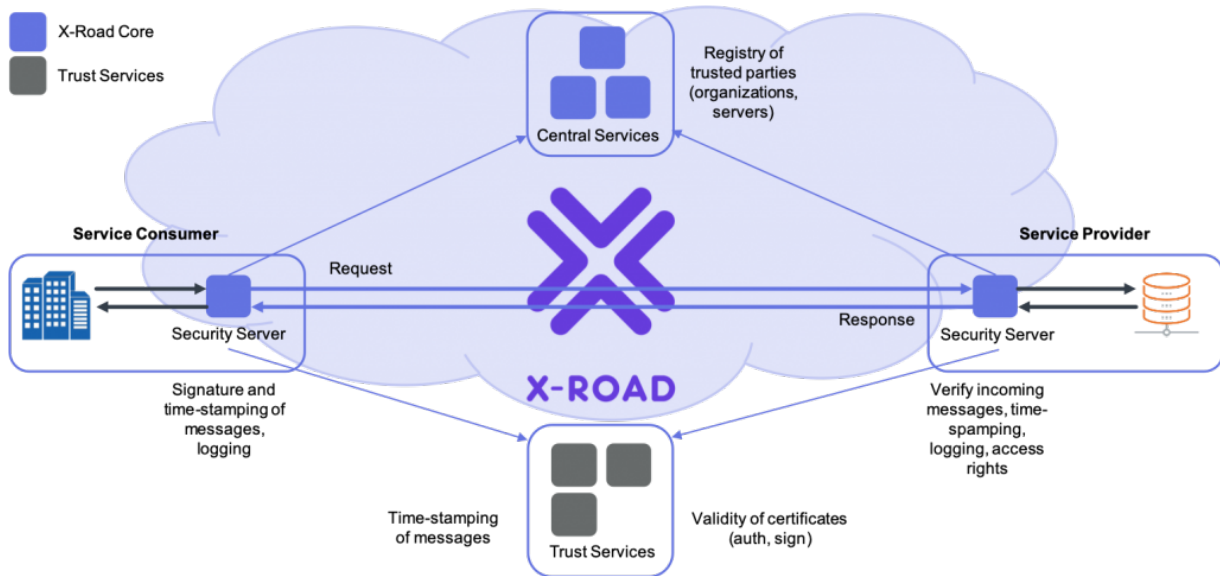 X-Road Core
Trust Services
Registry of
trusted parties
(organizations,
servers)
Central Services
Service Consumer
Service Provider
Request
Response
Security Server
Security Server
X-ROAD
Signature and
time-stamping of
messages,
logging
Verify incoming
messages, time-
spamping,
logging, access
rights
Time-stamping
of messages
Trust Services
Validity of certificates
(auth, sign)